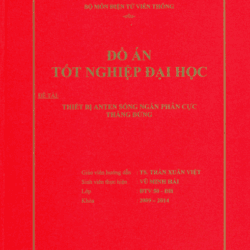 BỘ MÔN ĐIỆN TỬ VIỄN THÔNG
ĐỒ ÁN
TỐT NGHIỆP ĐẠI HỌC
ĐỀ TÀI
THIẾT BỊ ANTEN SÓNG NGẮN PHÂN CỰC
THẲNG ĐỨNG
Giáo viên hướng dẫn : TS. TRẦN XUÂN VIỆT
Sinh viên thực hiện : VŨ MINH HẢI
Lớp
Khóa